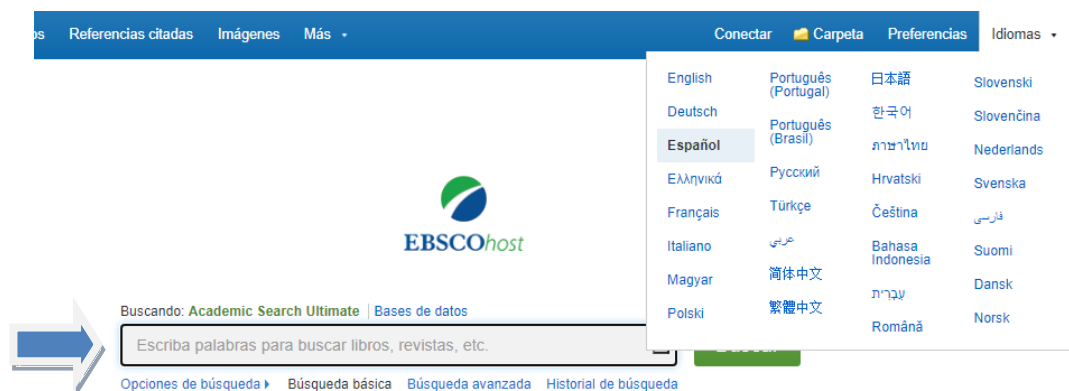 os Referencias citadas Imágenes Más Conectar Carpeta Preferencias Idiomas
English
Deutsch
Español
Ελληνικά
Français
Italiano
Magyar
Polski
Português
(Portugal)
Português
(Brasil)
Русский
Türkçe
عربي
简体中文
繁體中文
日本語
한국어
ภาษาไทย
Hrvatski
Čeština
Bahasa
Indonesia
עברית
Română
Slovenski
Slovenčina
Nederlands
Svenska
فارسی
Suomi
Dansk
Norsk
EBSCOhost
Buscando: Academic Search Ultimate Bases de datos
Escriba palabras para buscar libros, revistas, etc.
Opciones de búsqueda Búsqueda básica Búsqueda avanzada Historial de búsqueda